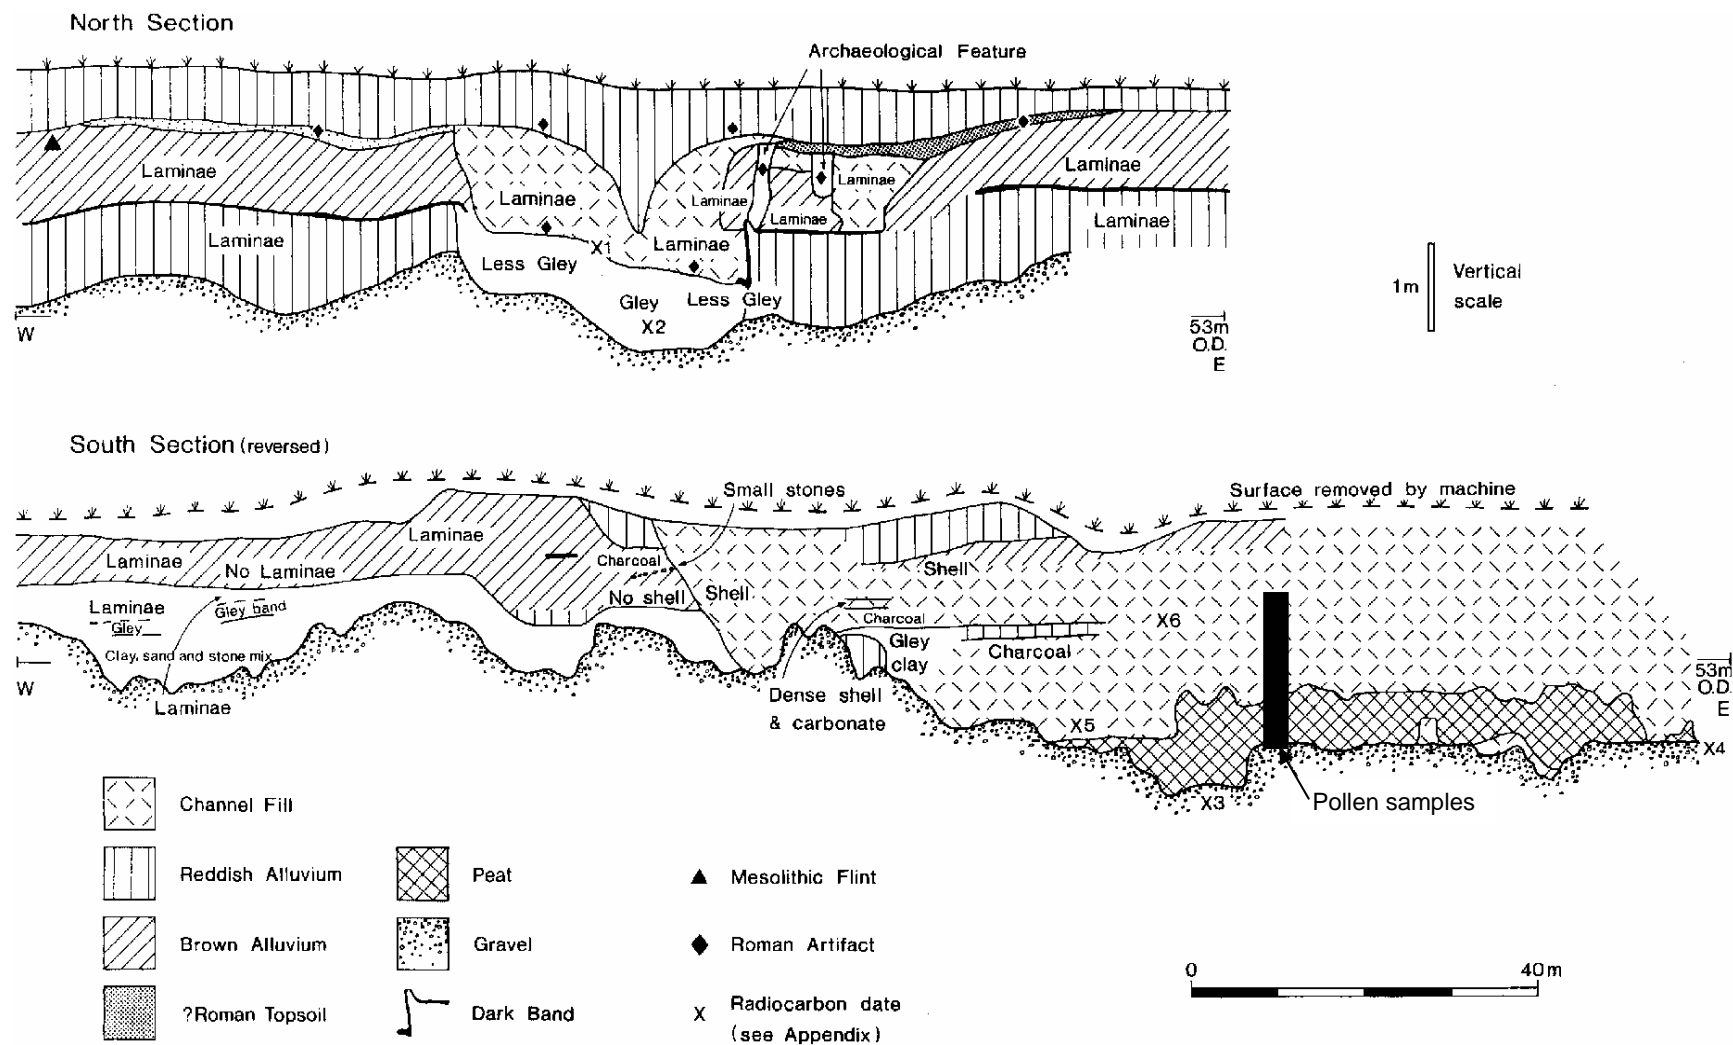 North Section
Archaeological Feature
Laminae
Laminae
Laminae
Laminae
Laminae
Laminae
Laminae
Laminae
Laminae
X1
Less Gley
Less Gley
Gley
X2
W
53m
O.D.
E
1m
Vertical
scale
South Section (reversed)
Small stones
Surface removed by machine
Laminae
Laminae
No Laminae
Charcoal
Shell
Shell
No shell
Laminae
Gley
Gley band
Clay, sand and stone mix
Charcoal
X6
Gley
clay
Charcoal
W
Laminae
Dense shell
& carbonate
X5
53m
O.D.
E
X4
X3
Pollen samples
Channel Fill
Reddish Alluvium
Peat
Mesolithic Flint
Brown Alluvium
Gravel
Roman Artifact
?Roman Topsoil
Dark Band
X
Radiocarbon date
(see Appendix)
0
40m